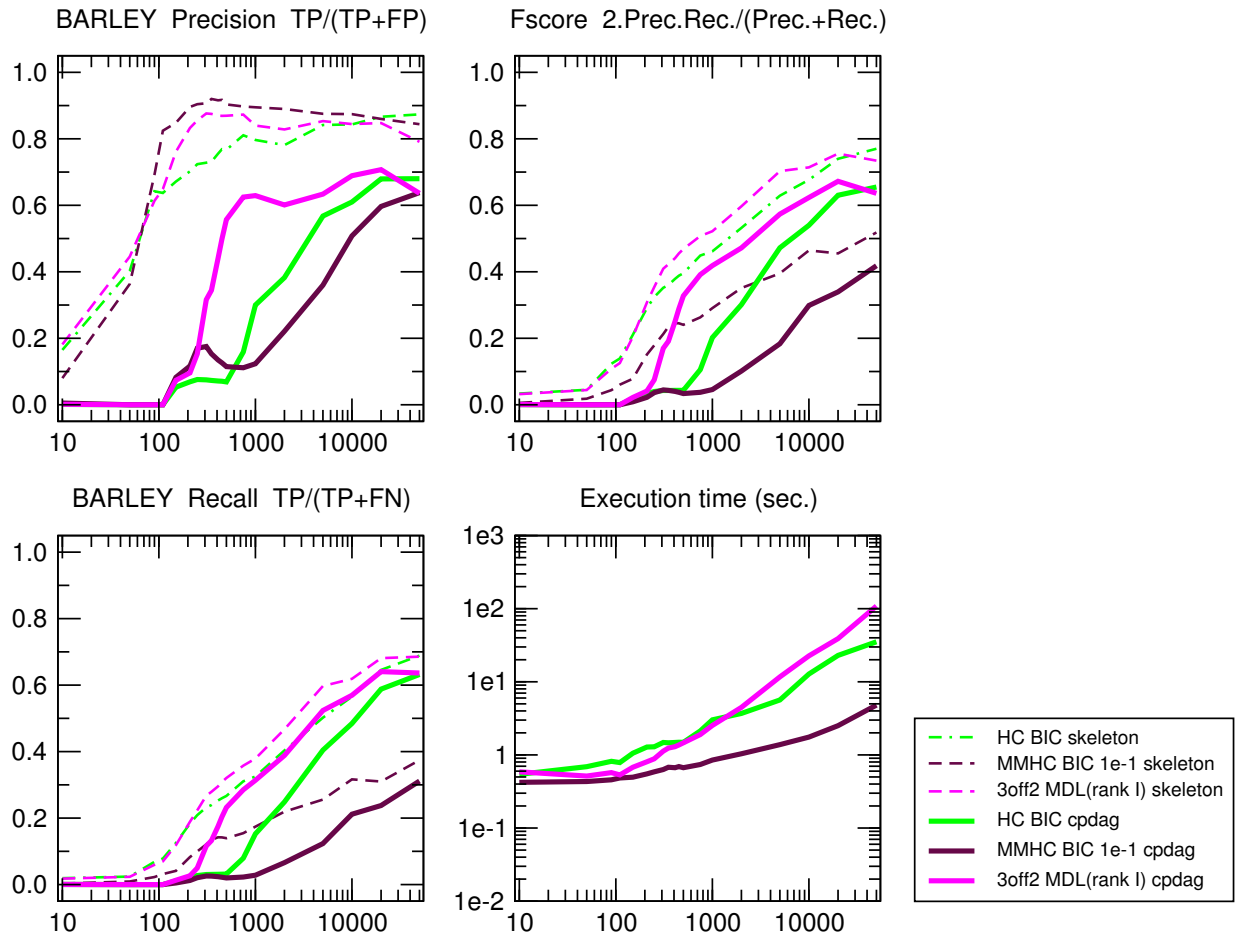 BARLEY Precision TP/(TP+FP)
Fscore 2.Prec.Rec./(Prec.+Rec.)
1.0
0.8
0.6
0.4
0.2
0.0
10 100 1000 10000
1.0
0.8
0.6
0.4
0.2
0.0
10 100 1000 10000
BARLEY Recall TP/(TP+FN)
Execution time (sec.)
1.0
0.8
0.6
0.4
0.2
0.0
10 100 1000 10000
1e3
1e2
1e1
1
1e-1
1e-2
10 100 1000 10000
HC BIC skeleton
MMHC BIC 1e-1 skeleton
3off2 MDL(rank I) skeleton
HC BIC cpdag
MMHC BIC 1e-1 cpdag
3off2 MDL(rank I) cpdag